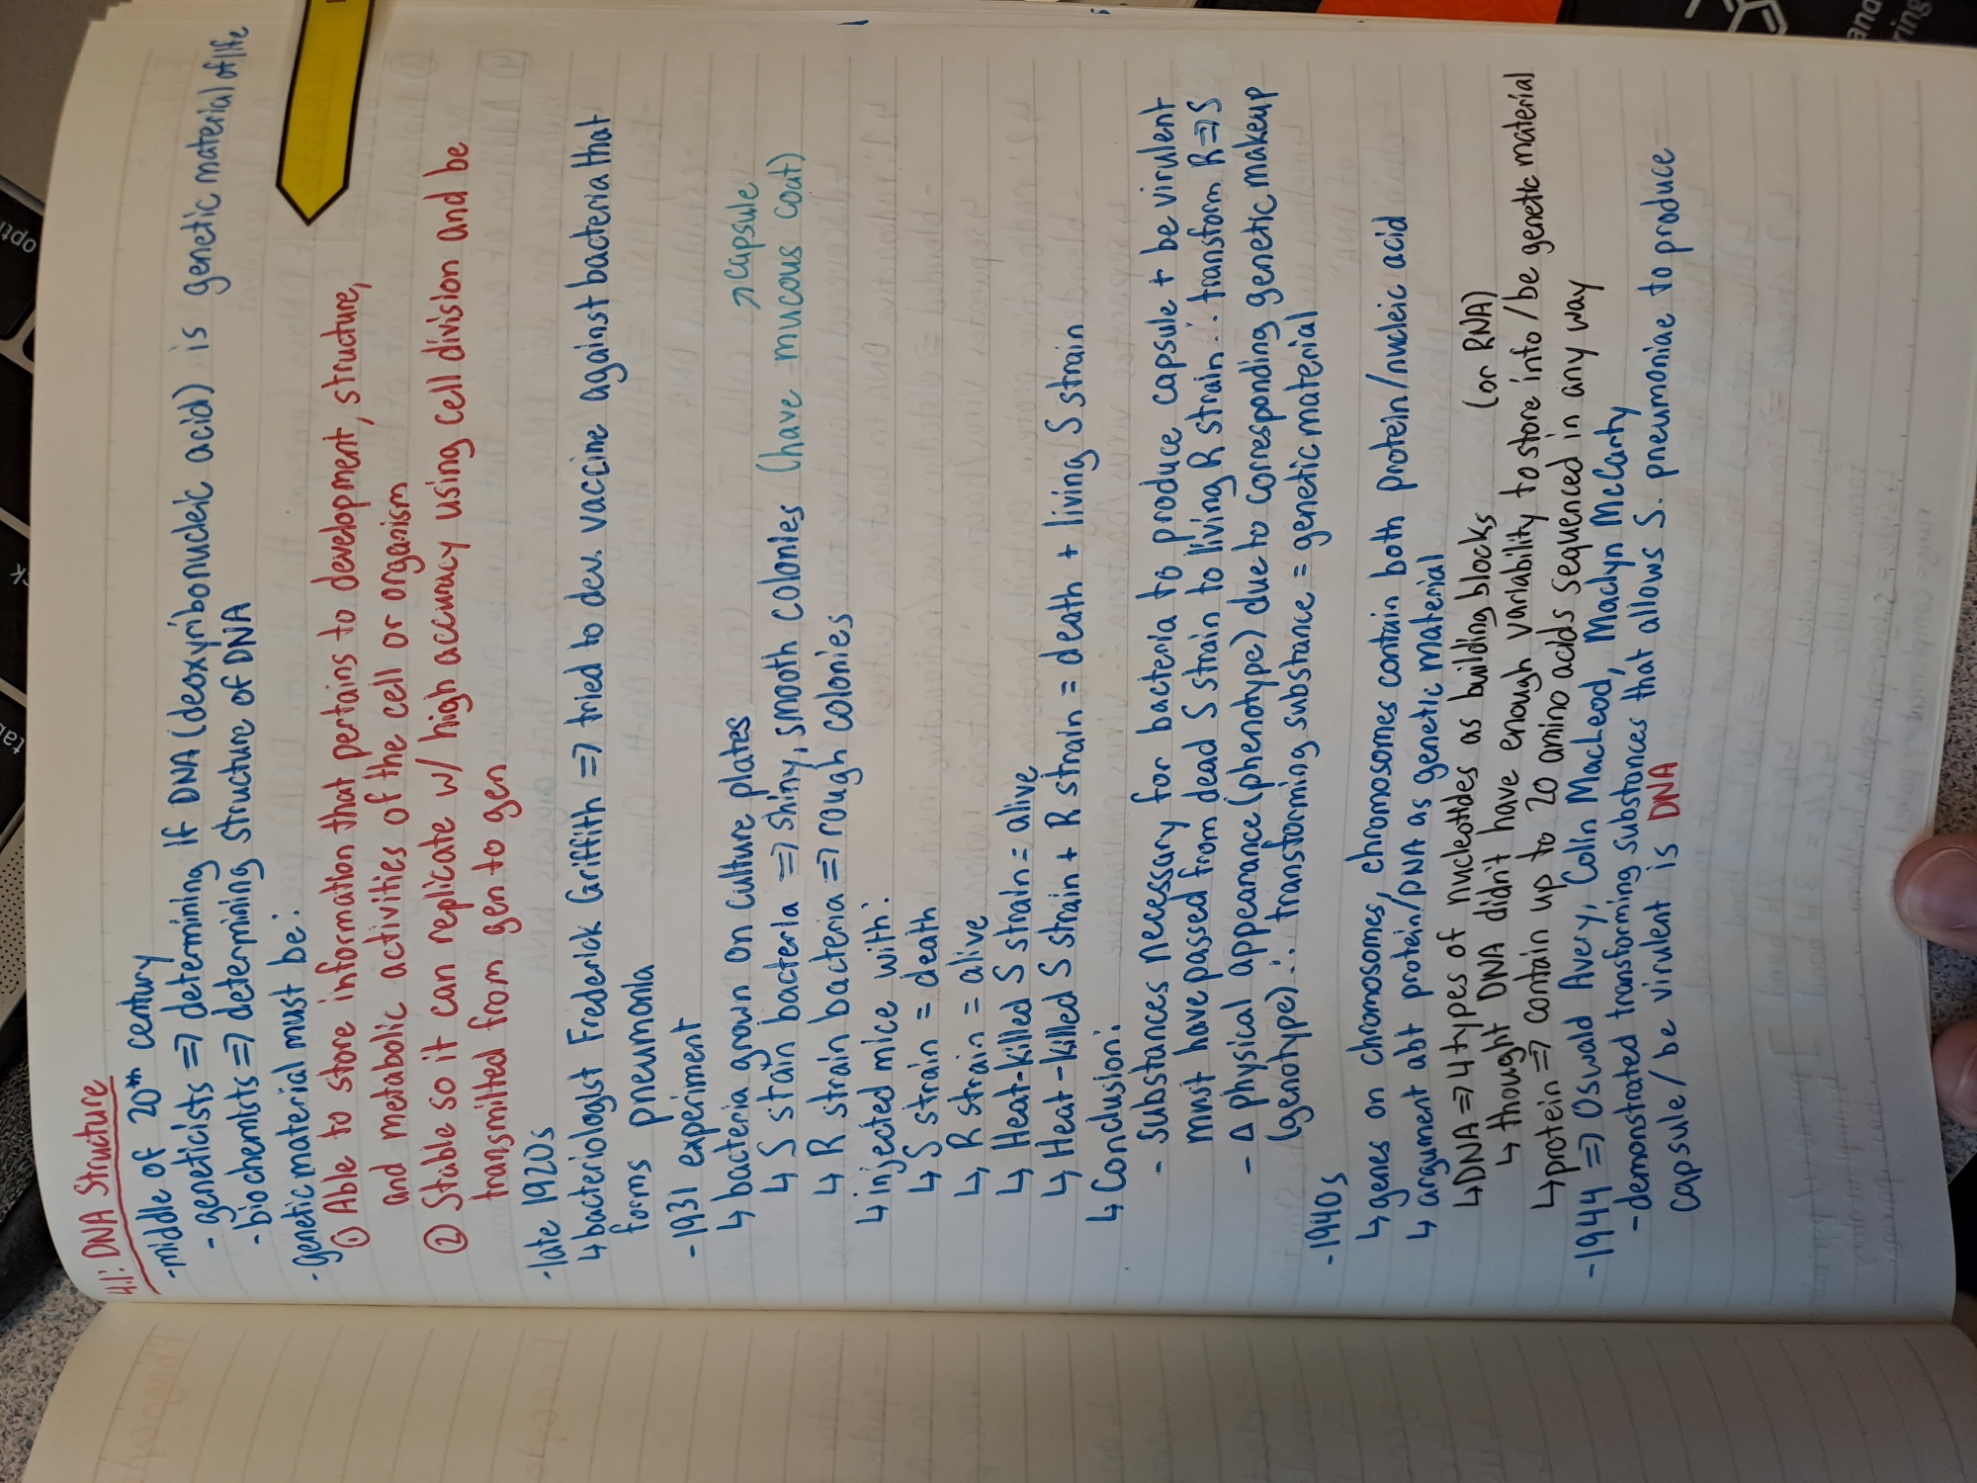 4.1: DNA Structure
-middle of 20th century
- geneticists => determining if DNA (deoxyribonucleic acid) is genetic material of life
- biochemists => determining structure of DNA
- genetic material must be:
① Able to store information that pertains to development, structure,
and metabolic activities of the cell or organism
② Stable so it can replicate w/ high accuracy using cell division and be
transmitted from gen to gen
-late 1920s
↳ bacteriologist Frederick Griffith => tried to dev. vaccine against bacteria that
forms pneumonia
- 1931 experiment
↳ bacteria grown on culture plates
↗ capsule
↳ S stain bacteria => shiny, smooth colonies (have mucous coat)
↳ R strain bacteria => rough colonies
↳ injected mice with:
↳ S strain = death
↳ R strain = alive
↳ Heat-killed S strain = alive
↳ Heat-killed S strain + R strain = death + living S strain
↳ Conclusion:
- substances necessary for bacteria to produce capsule + be virulent
must have passed from dead S strain to living R strain ∴ transform R => S
- Δ physical appearance (phenotype) due to corresponding genetic makeup
(genotype) ∴ transforming substance = genetic material
- 1940s
↳ genes on chromosomes, chromosomes contain both protein/nucleic acid
↳ argument abt protein/DNA as genetic material
↳ DNA => 4 types of nucleotides as building blocks (or RNA)
↳ thought DNA didn't have enough variability to store info / be genetic material
↳ protein => contain up to 20 amino acids sequenced in any way
- 1944 => Oswald Avery, Colin MacLeod, Maclyn McCarty
- demonstrated transforming substances that allows S. pneumoniae to produce
capsule / be virulent is DNA